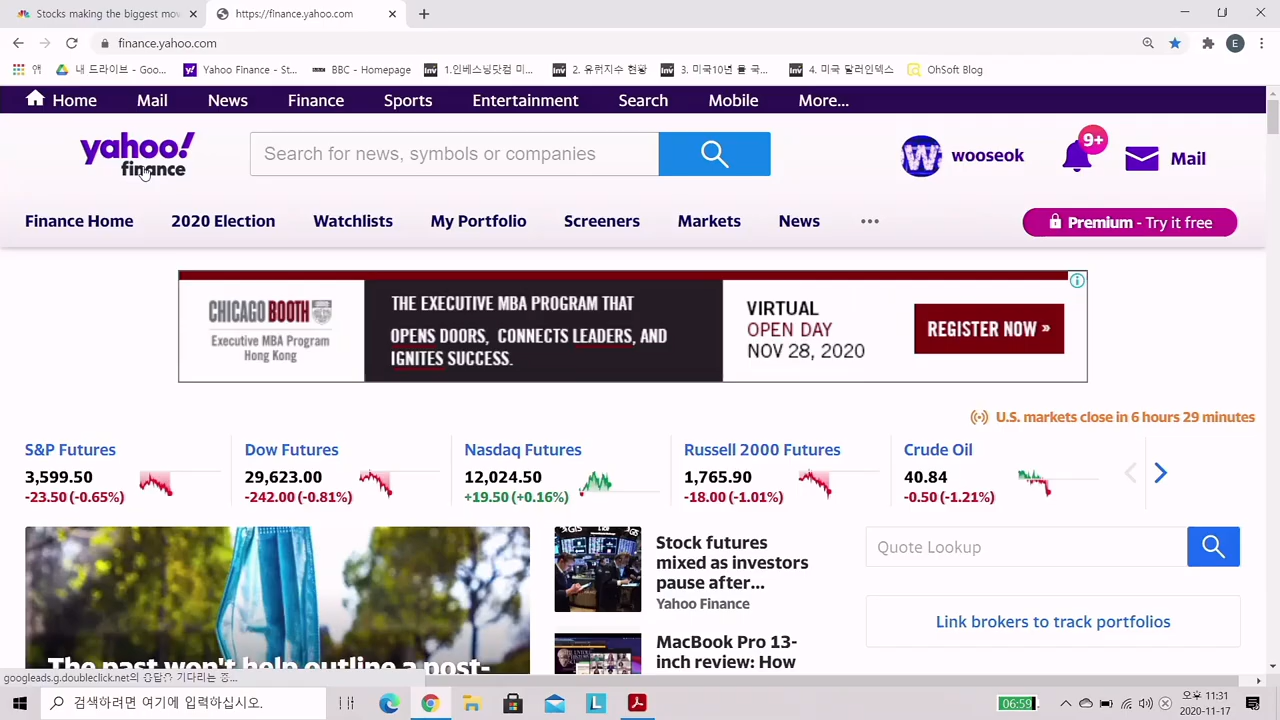 Stocks making the biggest mov
https://finance.yahoo.com
finance.yahoo.com
E
앱
내 드라이브 - Goo...
Yahoo Finance - St...
BBC - Homepage
1.인베스팅닷컴 미...
2. 유럽지수 현황
3. 미국10년 물 국...
4. 미국 달러인덱스
OhSoft Blog
Home
Mail
News
Finance
Sports
Entertainment
Search
Mobile
More...
yahoo!
finance
Search for news, symbols or companies
W
wooseok
9+
Mail
Finance Home
2020 Election
Watchlists
My Portfolio
Screeners
Markets
News
Premium - Try it free
CHICAGO BOOTH
Executive MBA Program
Hong Kong
THE EXECUTIVE MBA PROGRAM THAT
OPENS DOORS, CONNECTS LEADERS, AND
IGNITES SUCCESS.
VIRTUAL
OPEN DAY
NOV 28, 2020
REGISTER NOW »
U.S. markets close in 6 hours 29 minutes
S&P Futures
3,599.50
-23.50 (-0.65%)
Dow Futures
29,623.00
-242.00 (-0.81%)
Nasdaq Futures
12,024.50
+19.50 (+0.16%)
Russell 2000 Futures
1,765.90
-18.00 (-1.01%)
Crude Oil
40.84
-0.50 (-1.21%)
The past won't help outline a post-
Stock futures
mixed as investors
pause after...
Yahoo Finance
MacBook Pro 13-
inch review: How
Quote Lookup
Link brokers to track portfolios
googleads.g.doubleclick.net의 응답을 기다리는 중...
검색하려면 여기에 입력하십시오.
L
06:59
오후 11:31
2020-11-17